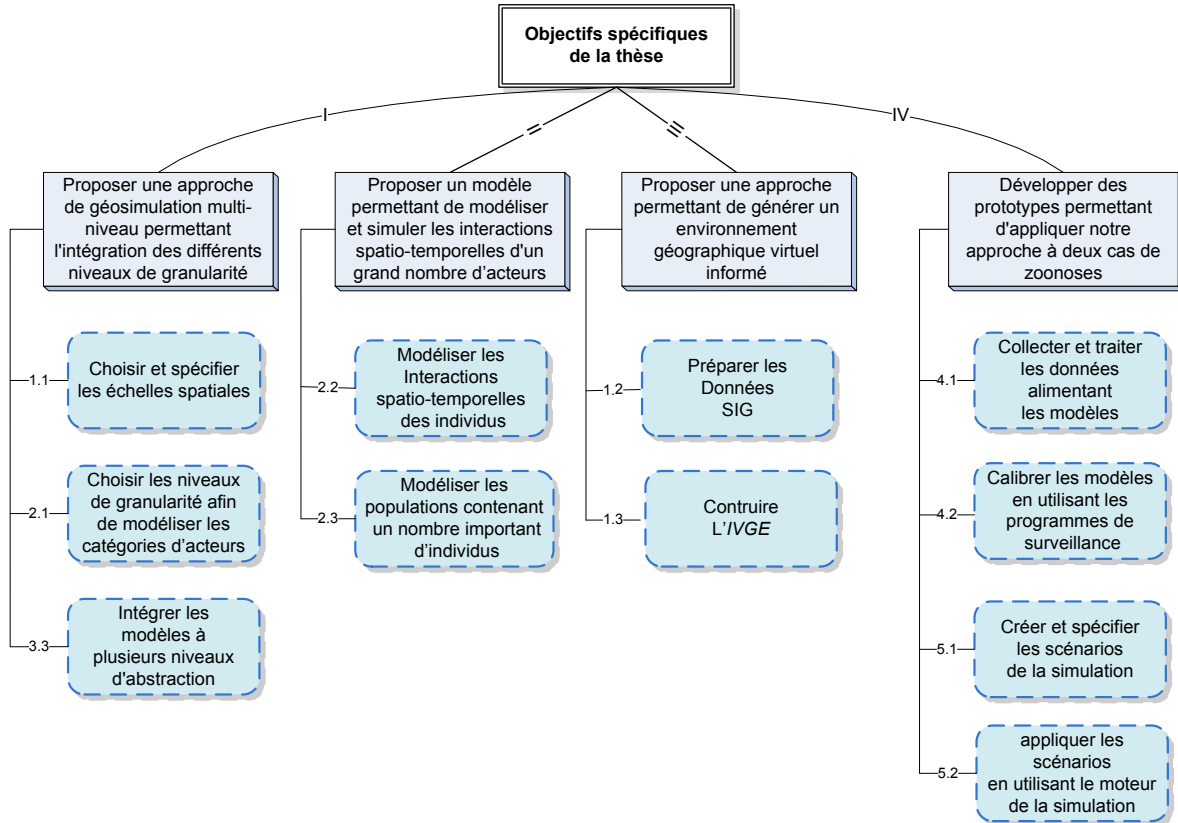 Objectifs spécifiques
de la thèse
I
II
III
IV
Proposer une approche
de géosimulation multi-
niveau permettant
l'intégration des différents
niveaux de granularité
1.1
Choisir et spécifier
les échelles spatiales
2.1
Choisir les niveaux
de granularité afin
de modéliser les
catégories d’acteurs
3.3
Intégrer les
modèles à
plusieurs niveaux
d'abstraction
Proposer un modèle
permettant de modéliser
et simuler les interactions
spatio-temporelles d'un
grand nombre d’acteurs
2.2
Modéliser les
Interactions
spatio-temporelles
des individus
2.3
Modéliser les
populations contenant
un nombre important
d’individus
Proposer une approche
permettant de générer un
environnement
géographique virtuel
informé
1.2
Préparer les
Données
SIG
1.3
Contruire
L’IVGE
Développer des
prototypes permettant
d'appliquer notre
approche à deux cas de
zoonoses
4.1
Collecter et traiter
les données
alimentant
les modèles
4.2
Calibrer les modèles
en utilisant les
programmes de
surveillance
5.1
Créer et spécifier
les scénarios
de la simulation
5.2
appliquer les
scénarios
en utilisant le moteur
de la simulation